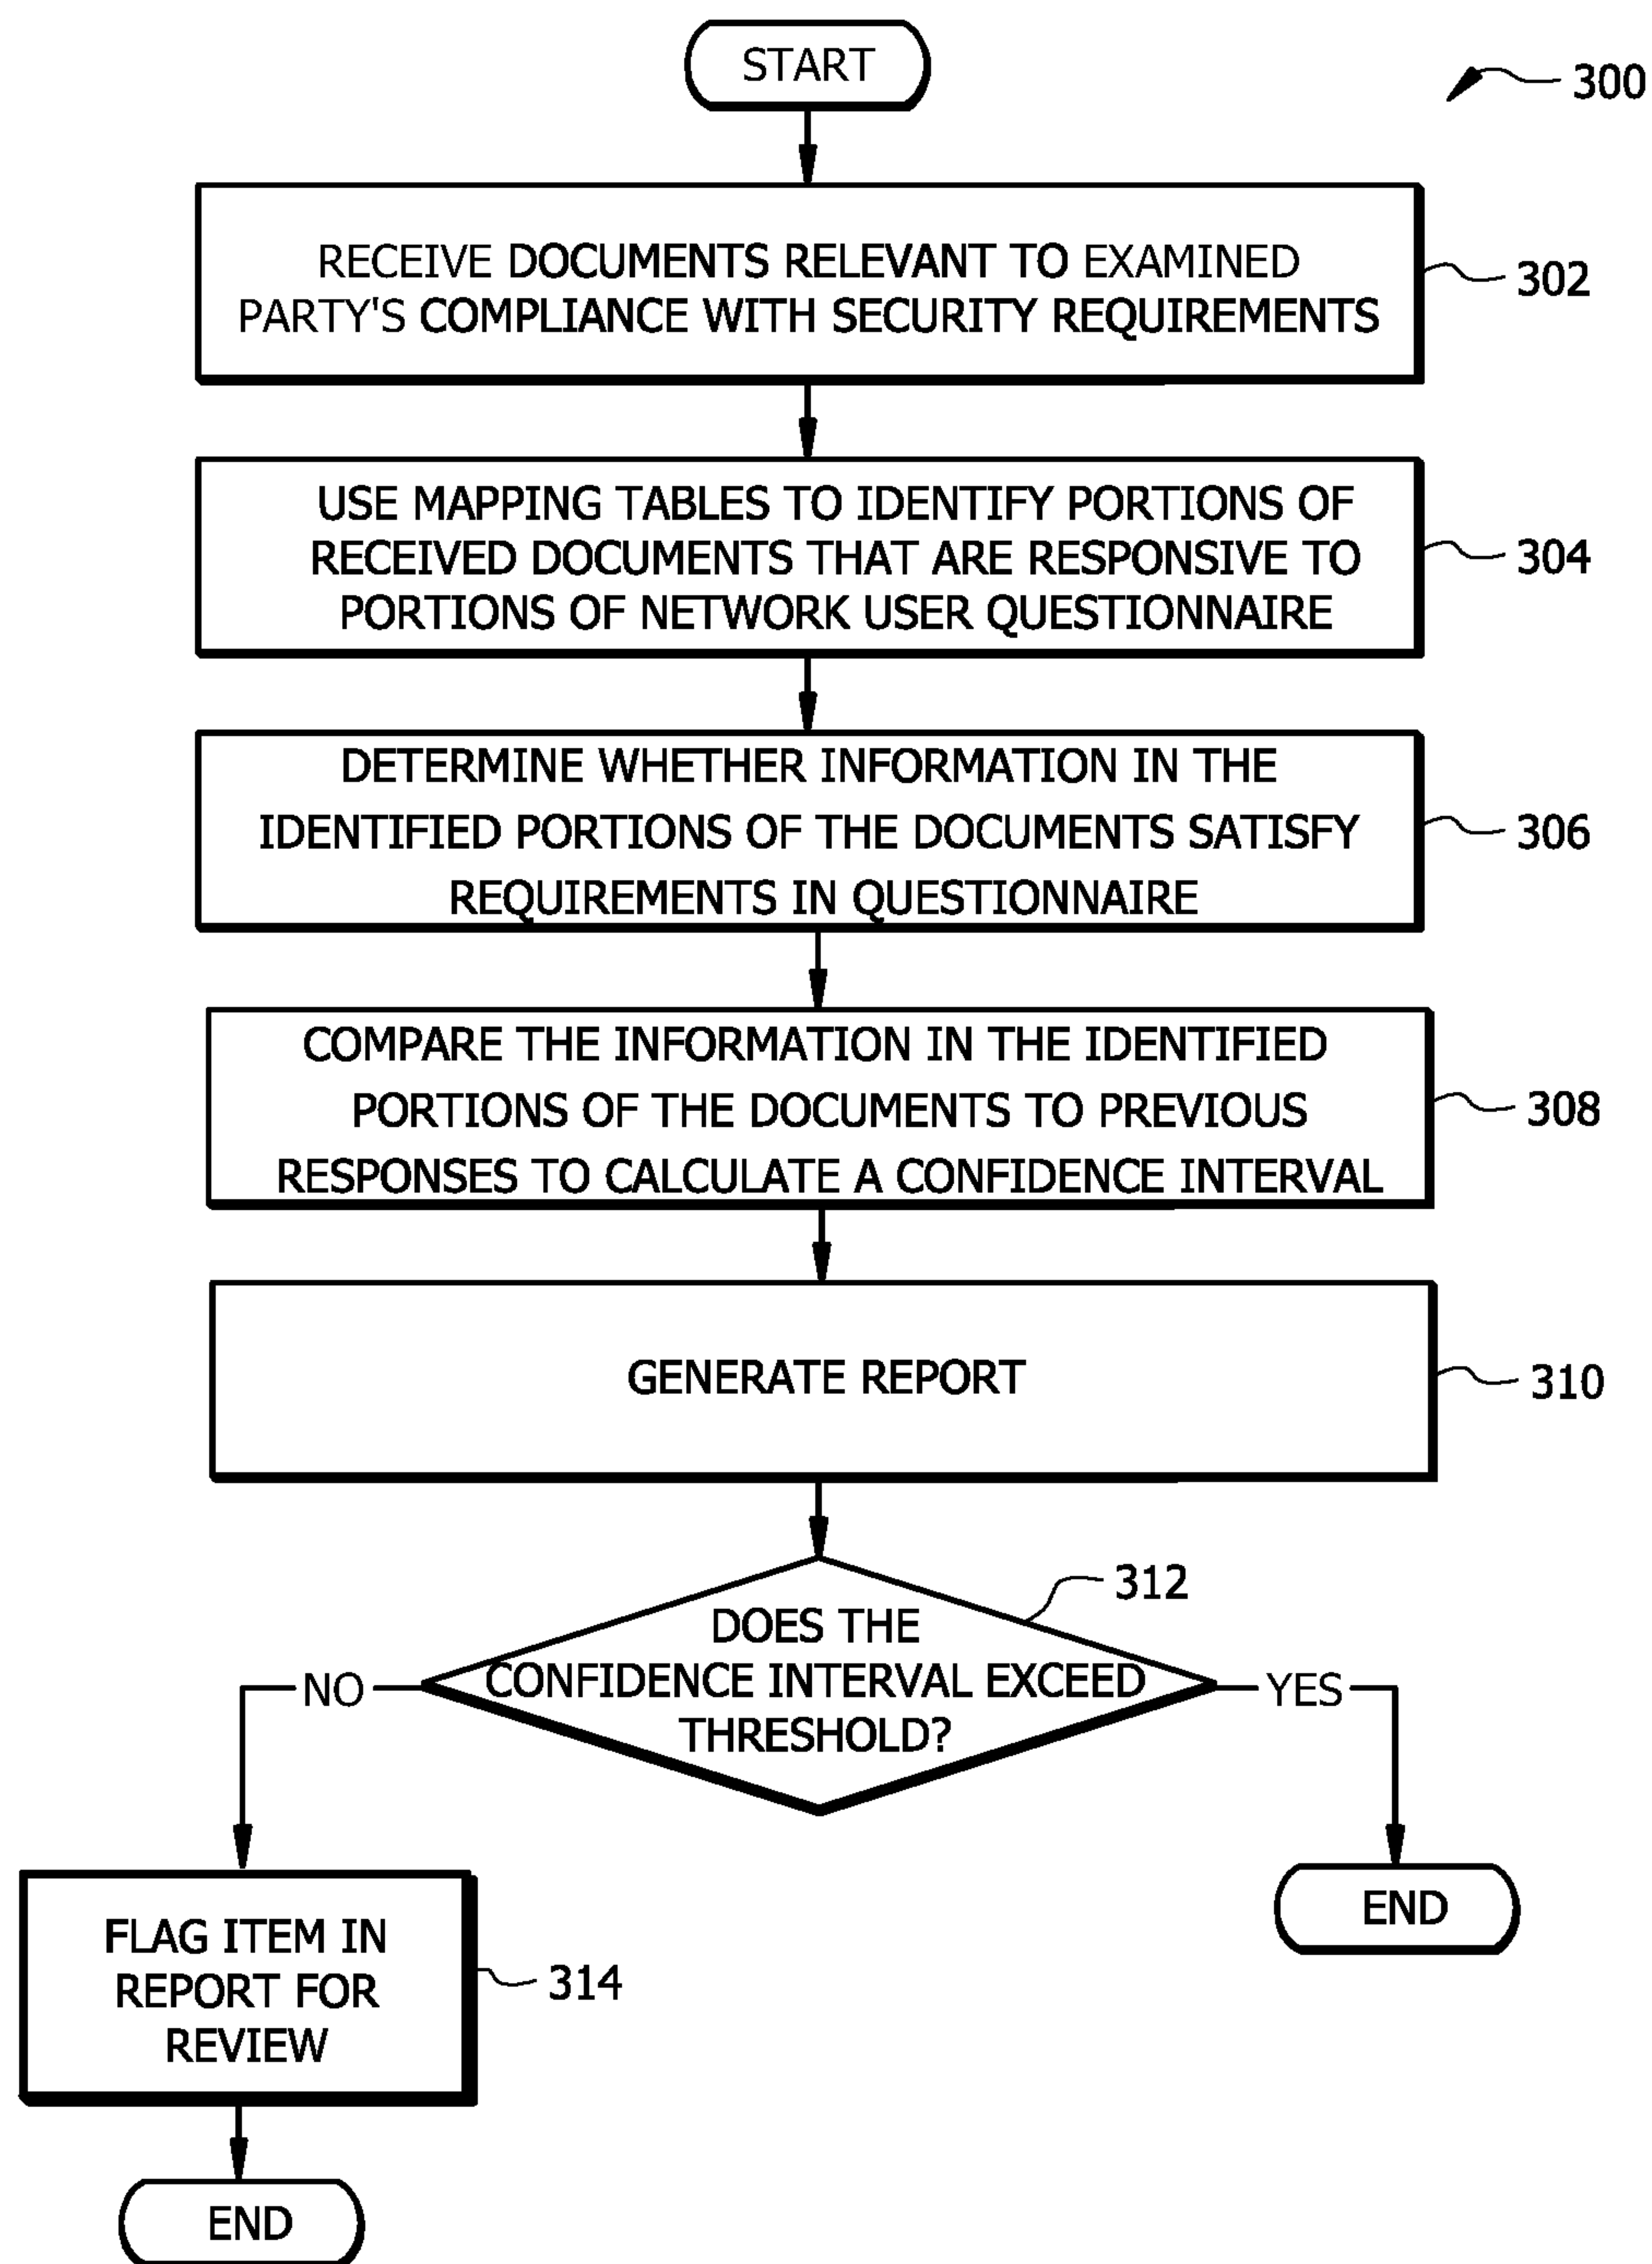 START
300
RECEIVE DOCUMENTS RELEVANT TO EXAMINED
PARTY'S COMPLIANCE WITH SECURITY REQUIREMENTS
302
USE MAPPING TABLES TO IDENTIFY PORTIONS OF
RECEIVED DOCUMENTS THAT ARE RESPONSIVE TO
PORTIONS OF NETWORK USER QUESTIONNAIRE
304
DETERMINE WHETHER INFORMATION IN THE
IDENTIFIED PORTIONS OF THE DOCUMENTS SATISFY
REQUIREMENTS IN QUESTIONNAIRE
306
COMPARE THE INFORMATION IN THE IDENTIFIED
PORTIONS OF THE DOCUMENTS TO PREVIOUS
RESPONSES TO CALCULATE A CONFIDENCE INTERVAL
308
GENERATE REPORT
310
312
DOES THE
CONFIDENCE INTERVAL EXCEED
THRESHOLD?
NO
YES
FLAG ITEM IN
REPORT FOR
REVIEW
314
END
END